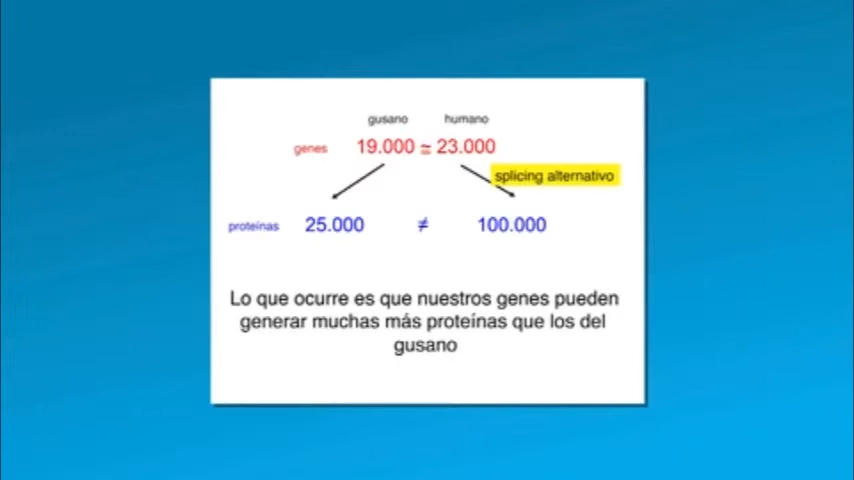 gusano humano
genes 19.000 ≃ 23.000
splicing alternativo
proteínas 25.000 ≠ 100.000
Lo que ocurre es que nuestros genes pueden
generar muchas más proteínas que los del
gusano